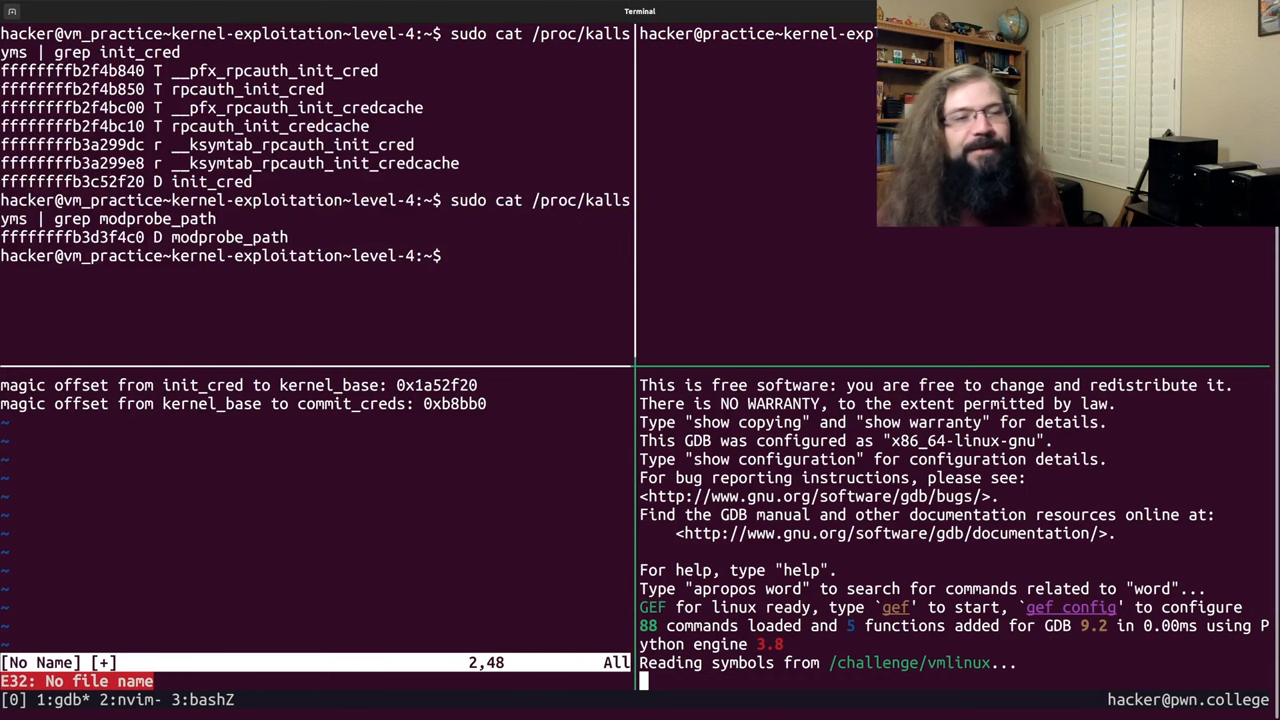 Terminal
hacker@vm_practice~kernel-exploitation~level-4:~$ sudo cat /proc/kalls
yms | grep init_cred
ffffffffb2f4b840 T __pfx_rpcauth_init_cred
ffffffffb2f4b850 T rpcauth_init_cred
ffffffffb2f4bc00 T __pfx_rpcauth_init_credcache
ffffffffb2f4bc10 T rpcauth_init_credcache
ffffffffb3a299dc r __ksymtab_rpcauth_init_cred
ffffffffb3a299e8 r __ksymtab_rpcauth_init_credcache
ffffffffb3c52f20 D init_cred
hacker@vm_practice~kernel-exploitation~level-4:~$ sudo cat /proc/kalls
yms | grep modprobe_path
ffffffffb3d3f4c0 D modprobe_path
hacker@vm_practice~kernel-exploitation~level-4:~$
hacker@practice~kernel-exp
magic offset from init_cred to kernel_base: 0x1a52f20
magic offset from kernel_base to commit_creds: 0xb8bb0
~
~
~
~
~
~
~
~
~
~
~
~
~
[No Name] [+] 2,48 All
E32: No file name
This is free software: you are free to change and redistribute it.
There is NO WARRANTY, to the extent permitted by law.
Type "show copying" and "show warranty" for details.
This GDB was configured as "x86_64-linux-gnu".
Type "show configuration" for configuration details.
For bug reporting instructions, please see:
<http://www.gnu.org/software/gdb/bugs/>.
Find the GDB manual and other documentation resources online at:
<http://www.gnu.org/software/gdb/documentation/>.
For help, type "help".
Type "apropos word" to search for commands related to "word"...
GEF for linux ready, type `gef' to start, `gef config' to configure
88 commands loaded and 5 functions added for GDB 9.2 in 0.00ms using P
ython engine 3.8
Reading symbols from /challenge/vmlinux...
[0] 1:gdb* 2:nvim- 3:bashZ hacker@pwn.college